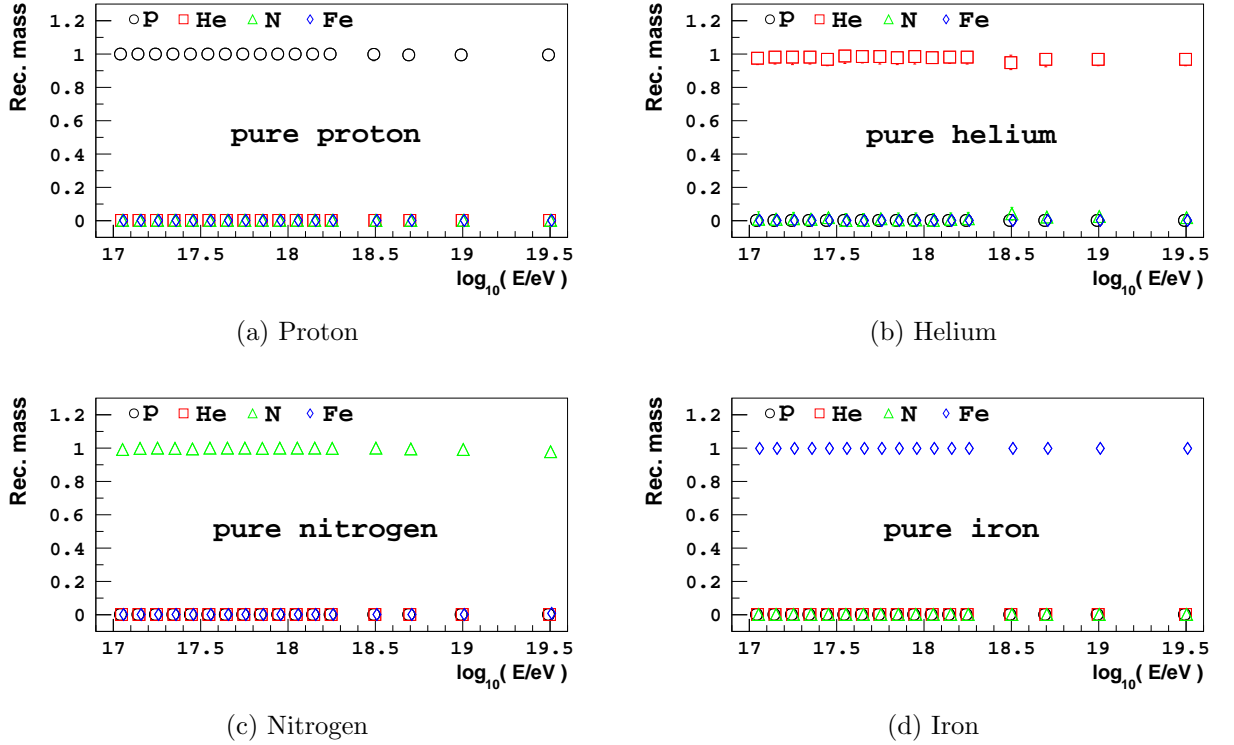 p He N Fe
Rec. mass
1.2
1
0.8
0.6
0.4
0.2
0
pure proton
17 17.5 18 18.5 19 19.5
log10( E/eV )
(a) Proton
p He N Fe
Rec. mass
1.2
1
0.8
0.6
0.4
0.2
0
pure helium
17 17.5 18 18.5 19 19.5
log10( E/eV )
(b) Helium
p He N Fe
Rec. mass
1.2
1
0.8
0.6
0.4
0.2
0
pure nitrogen
17 17.5 18 18.5 19 19.5
log10( E/eV )
(c) Nitrogen
p He N Fe
Rec. mass
1.2
1
0.8
0.6
0.4
0.2
0
pure iron
17 17.5 18 18.5 19 19.5
log10( E/eV )
(d) Iron